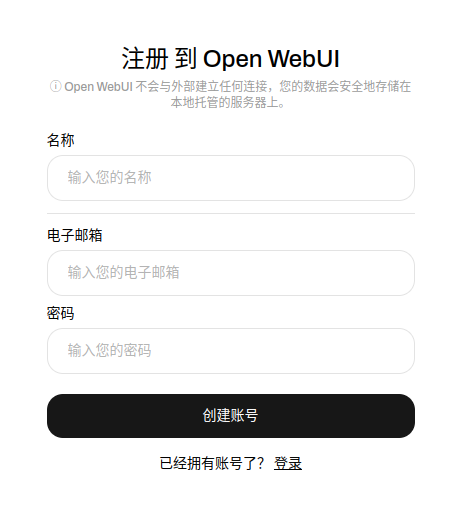 注册 到 Open WebUI
ⓘ Open WebUI 不会与外部建立任何连接，您的数据会安全地存储在
本地托管的服务器上。
名称
输入您的名称
电子邮箱
输入您的电子邮箱
密码
输入您的密码
创建账号
已经拥有账号了？ 登录